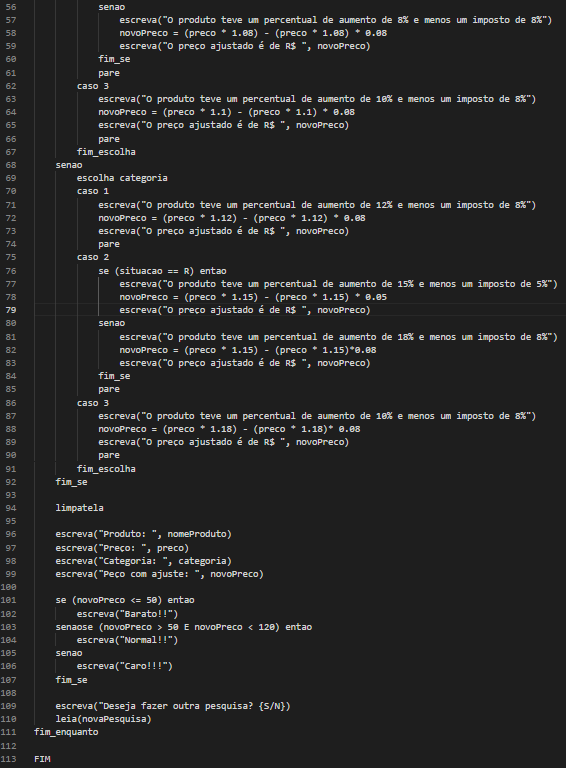 56 senao
57 escreva("O produto teve um percentual de aumento de 8% e menos um imposto de 8%")
58 novoPreco = (preco * 1.08) - (preco * 1.08) * 0.08
59 escreva("O preço ajustado é de R$ ", novoPreco)
60 fim_se
61 pare
62 caso 3
63 escreva("O produto teve um percentual de aumento de 10% e menos um imposto de 8%")
64 novoPreco = (preco * 1.1) - (preco * 1.1) * 0.08
65 escreva("O preço ajustado é de R$ ", novoPreco)
66 pare
67 fim_escolha
68 senao
69 escolha categoria
70 caso 1
71 escreva("O produto teve um percentual de aumento de 12% e menos um imposto de 8%")
72 novoPreco = (preco * 1.12) - (preco * 1.12) * 0.08
73 escreva("O preço ajustado é de R$ ", novoPreco)
74 pare
75 caso 2
76 se (situacao == R) entao
77 escreva("O produto teve um percentual de aumento de 15% e menos um imposto de 5%")
78 novoPreco = (preco * 1.15) - (preco * 1.15) * 0.05
79 escreva("O preço ajustado é de R$ ", novoPreco)
80 senao
81 escreva("O produto teve um percentual de aumento de 18% e menos um imposto de 8%")
82 novoPreco = (preco * 1.15) - (preco * 1.15)*0.08
83 escreva("O preço ajustado é de R$ ", novoPreco)
84 fim_se
85 pare
86 caso 3
87 escreva("O produto teve um percentual de aumento de 10% e menos um imposto de 8%")
88 novoPreco = (preco * 1.18) - (preco * 1.18)* 0.08
89 escreva("O preço ajustado é de R$ ", novoPreco)
90 pare
91 fim_escolha
92 fim_se
93
94 limpatela
95
96 escreva("Produto: ", nomeProduto)
97 escreva("Preço: ", preco)
98 escreva("Categoria: ", categoria)
99 escreva("Peço com ajuste: ", novoPreco)
100
101 se (novoPreco <= 50) entao
102 escreva("Barato!!")
103 senaose (novoPreco > 50 E novoPreco < 120) entao
104 escreva("Normal!!")
105 senao
106 escreva("Caro!!!")
107 fim_se
108
109 escreva("Deseja fazer outra pesquisa? {S/N})
110 leia(novaPesquisa)
111 fim_enquanto
112
113 FIM